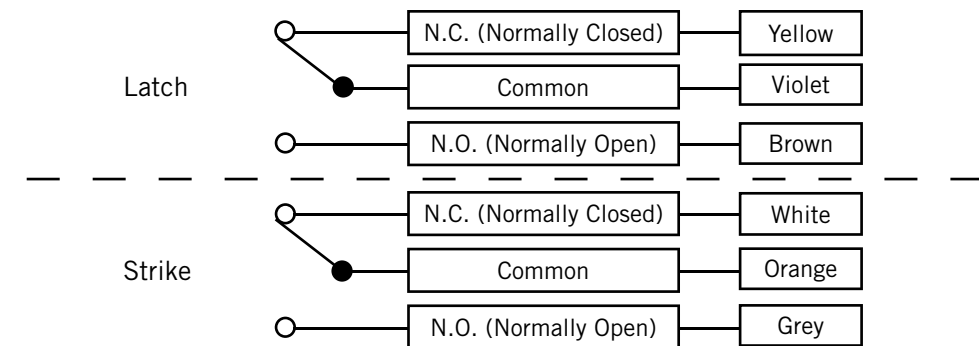 N.C. (Normally Closed) Yellow
Latch Common Violet
N.O. (Normally Open) Brown
N.C. (Normally Closed) White
Strike Common Orange
N.O. (Normally Open) Grey